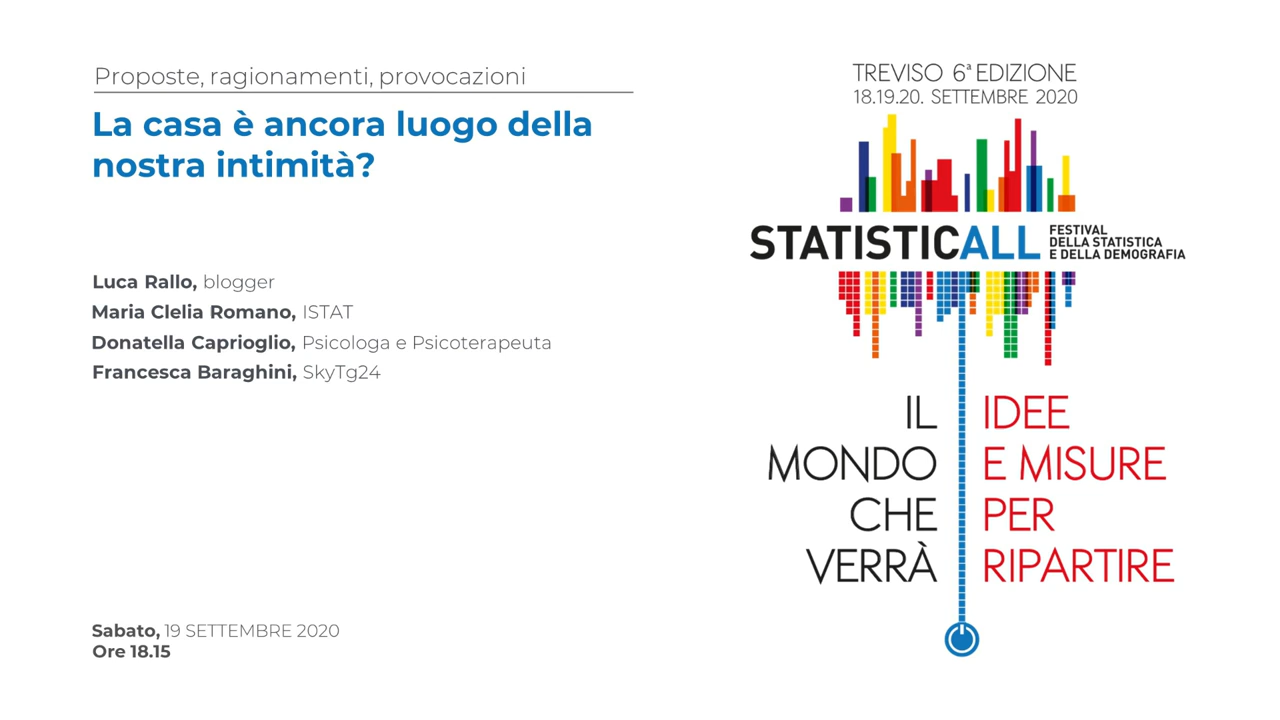 Proposte, ragionamenti, provocazioni
La casa è ancora luogo della
nostra intimità?
Luca Rallo, blogger
Maria Clelia Romano, ISTAT
Donatella Caprioglio, Psicologa e Psicoterapeuta
Francesca Baraghini, SkyTg24
Sabato, 19 SETTEMBRE 2020
Ore 18.15
TREVISO 6ª EDIZIONE
18.19.20. SETTEMBRE 2020
STATISTICALL
FESTIVAL
DELLA STATISTICA
E DELLA DEMOGRAFIA
IL
MONDO
CHE
VERRÀ
IDEE
E MISURE
PER
RIPARTIRE